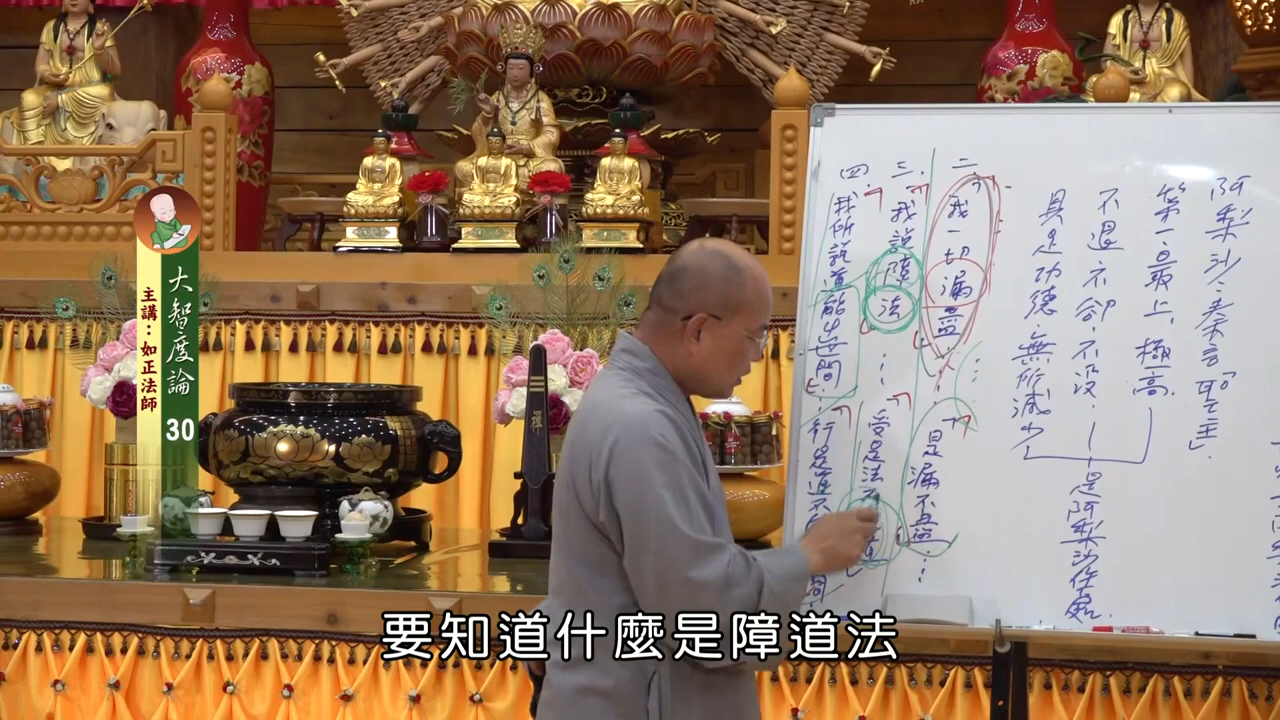 大智度論
主講：如正法師
30
阿梨沙：秦言聖主
第一、最上、極高
不退、不卻、不沒
具足功德、無所減少
是阿梨沙住處
二、我一切漏盡
是漏不盡…
三、我說障法
受是法不
四、我所說道能出世間
行是道不
要知道什麼是障道法